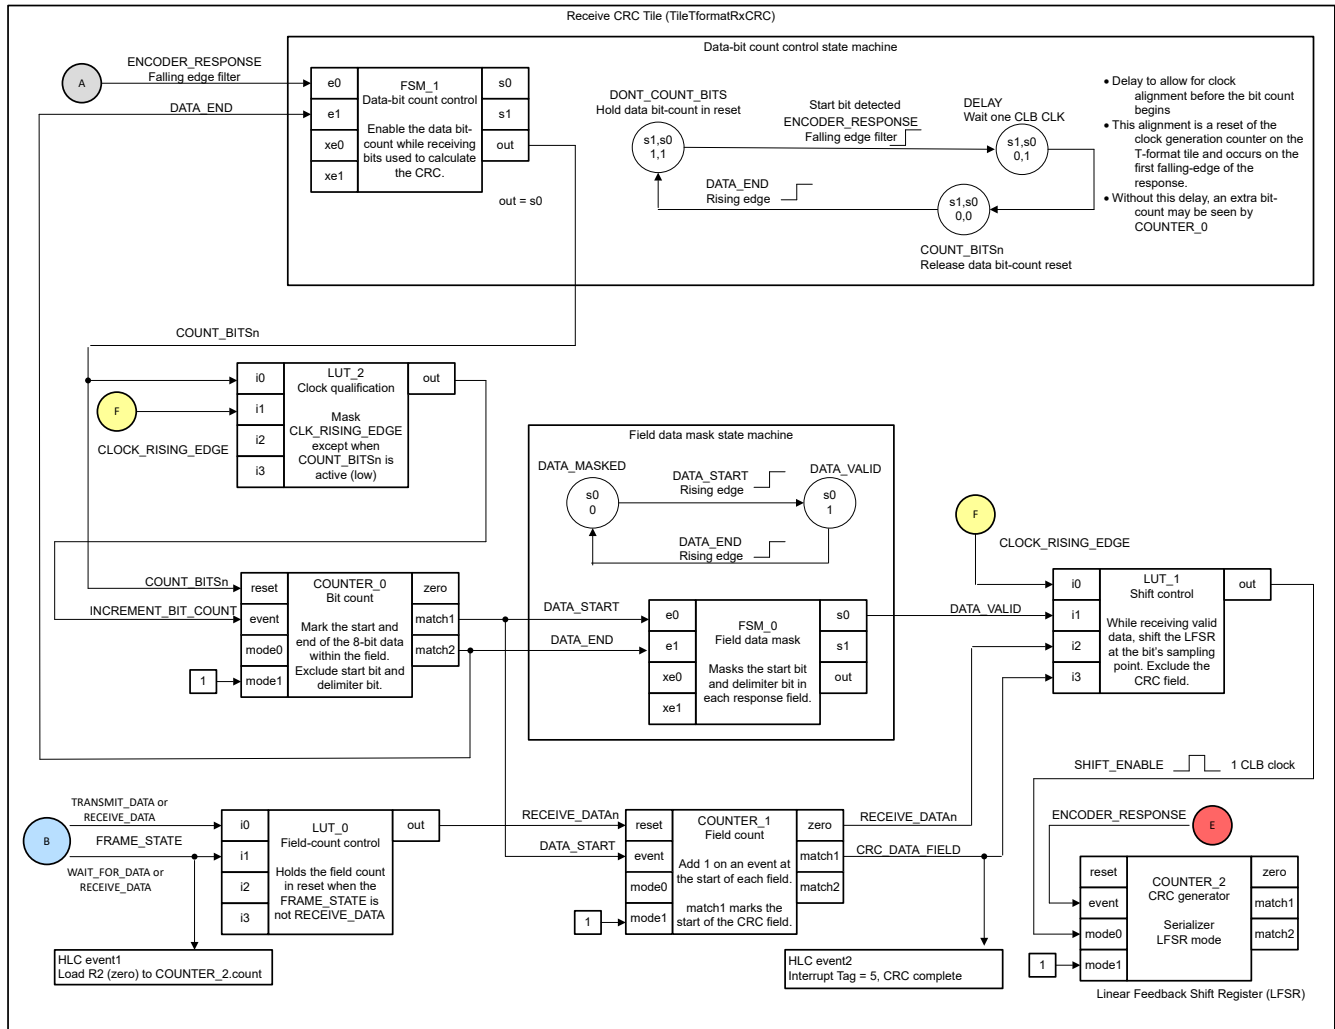 Receive CRC Tile (TileTformatRxCRC)
Data-bit count control state machine
A
ENCODER_RESPONSE
Falling edge filter
DATA_END
e0
e1
xe0
xe1
FSM_1
Data-bit count control
Enable the data bit-
count while receiving
bits used to calculate
the CRC.
s0
s1
out
out = s0
DONT_COUNT_BITS
Hold data bit-count in reset
s1,s0
1,1
Start bit detected
ENCODER_RESPONSE
Falling edge filter
DELAY
Wait one CLB CLK
s1,s0
0,1
DATA_END
Rising edge
s1,s0
0,0
COUNT_BITSn
Release data bit-count reset
• Delay to allow for clock
alignment before the bit count
begins
• This alignment is a reset of the
clock generation counter on the
T-format tile and occurs on the
first falling-edge of the
response.
• Without this delay, an extra bit-
count may be seen by
COUNTER_0
COUNT_BITSn
F
CLOCK_RISING_EDGE
i0
i1
i2
i3
LUT_2
Clock qualification
Mask
CLK_RISING_EDGE
except when
COUNT_BITSn is
active (low)
out
Field data mask state machine
DATA_MASKED
s0
0
DATA_START
Rising edge
DATA_VALID
s0
1
DATA_END
Rising edge
COUNT_BITSn
INCREMENT_BIT_COUNT
1
reset
event
mode0
mode1
COUNTER_0
Bit count
Mark the start and
end of the 8-bit data
within the field.
Exclude start bit and
delimiter bit.
zero
match1
match2
DATA_START
DATA_END
e0
e1
xe0
xe1
FSM_0
Field data mask
Masks the start bit
and delimiter bit in
each response field.
s0
s1
out
DATA_VALID
F
CLOCK_RISING_EDGE
i0
i1
i2
i3
LUT_1
Shift control
While receiving valid
data, shift the LFSR
at the bit's sampling
point. Exclude the
CRC field.
out
SHIFT_ENABLE
1 CLB clock
B
TRANSMIT_DATA or
RECEIVE_DATA
FRAME_STATE
WAIT_FOR_DATA or
RECEIVE_DATA
i0
i1
i2
i3
LUT_0
Field-count control
Holds the field count
in reset when the
FRAME_STATE is
not RECEIVE_DATA
out
HLC event1
Load R2 (zero) to COUNTER_2.count
RECEIVE_DATAn
DATA_START
1
reset
event
mode0
mode1
COUNTER_1
Field count
Add 1 on an event at
the start of each field.
match1 marks the
start of the CRC field.
zero
match1
match2
RECEIVE_DATAn
CRC_DATA_FIELD
HLC event2
Interrupt Tag = 5, CRC complete
ENCODER_RESPONSE
E
1
reset
event
mode0
mode1
COUNTER_2
CRC generator
Serializer
LFSR mode
zero
match1
match2
Linear Feedback Shift Register (LFSR)